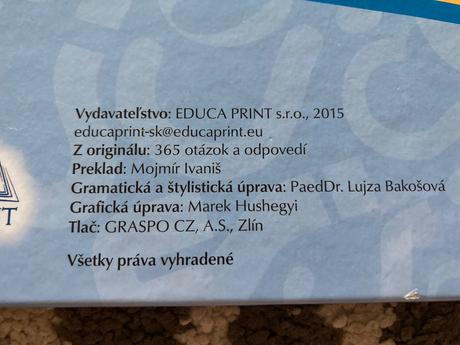 Vydavateľstvo: EDUCA PRINT s.r.o., 2015
educaprint-sk@educaprint.eu
Z originálu: 365 otázok a odpovedí
Preklad: Mojmír Ivaniš
Gramatická a štylistická úprava: PaedDr. Lujza Bakošová
Grafická úprava: Marek Hushegyi
Tlač: GRASPO CZ, A.S., Zlín
Všetky práva vyhradené